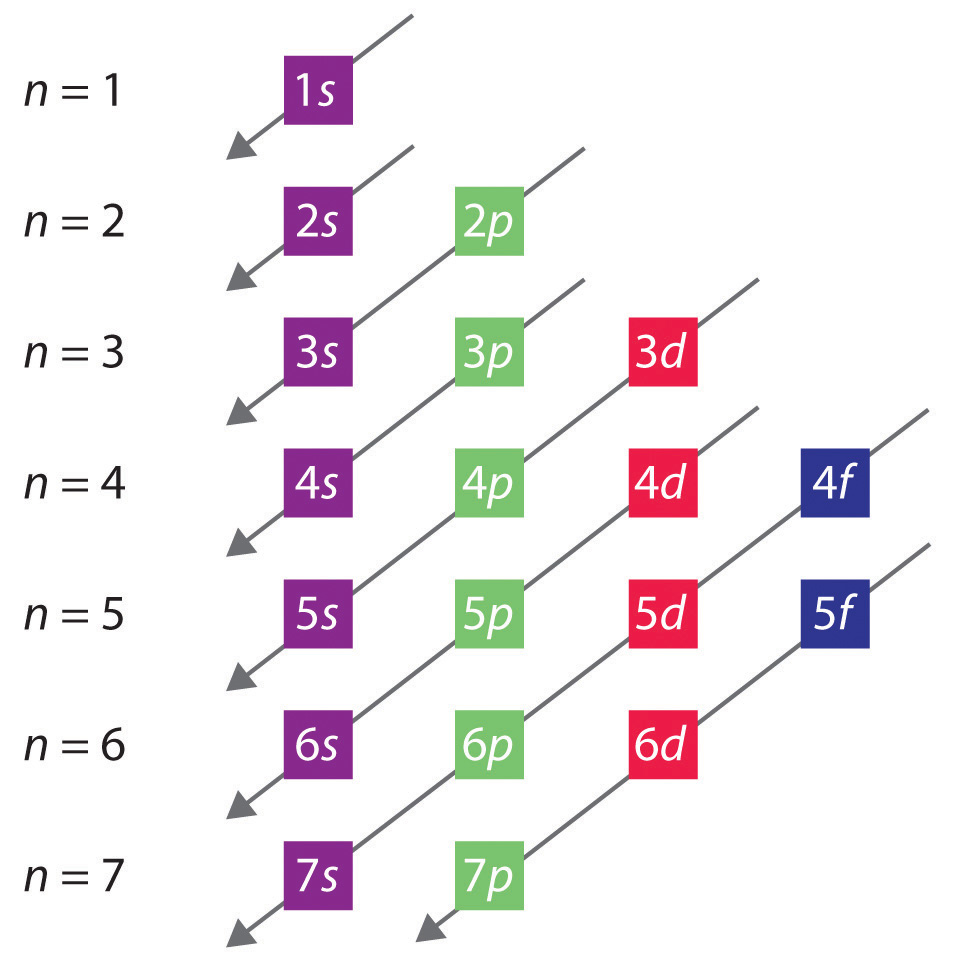 n = 1 1s
n = 2 2s 2p
n = 3 3s 3p 3d
n = 4 4s 4p 4d 4f
n = 5 5s 5p 5d 5f
n = 6 6s 6p 6d
n = 7 7s 7p